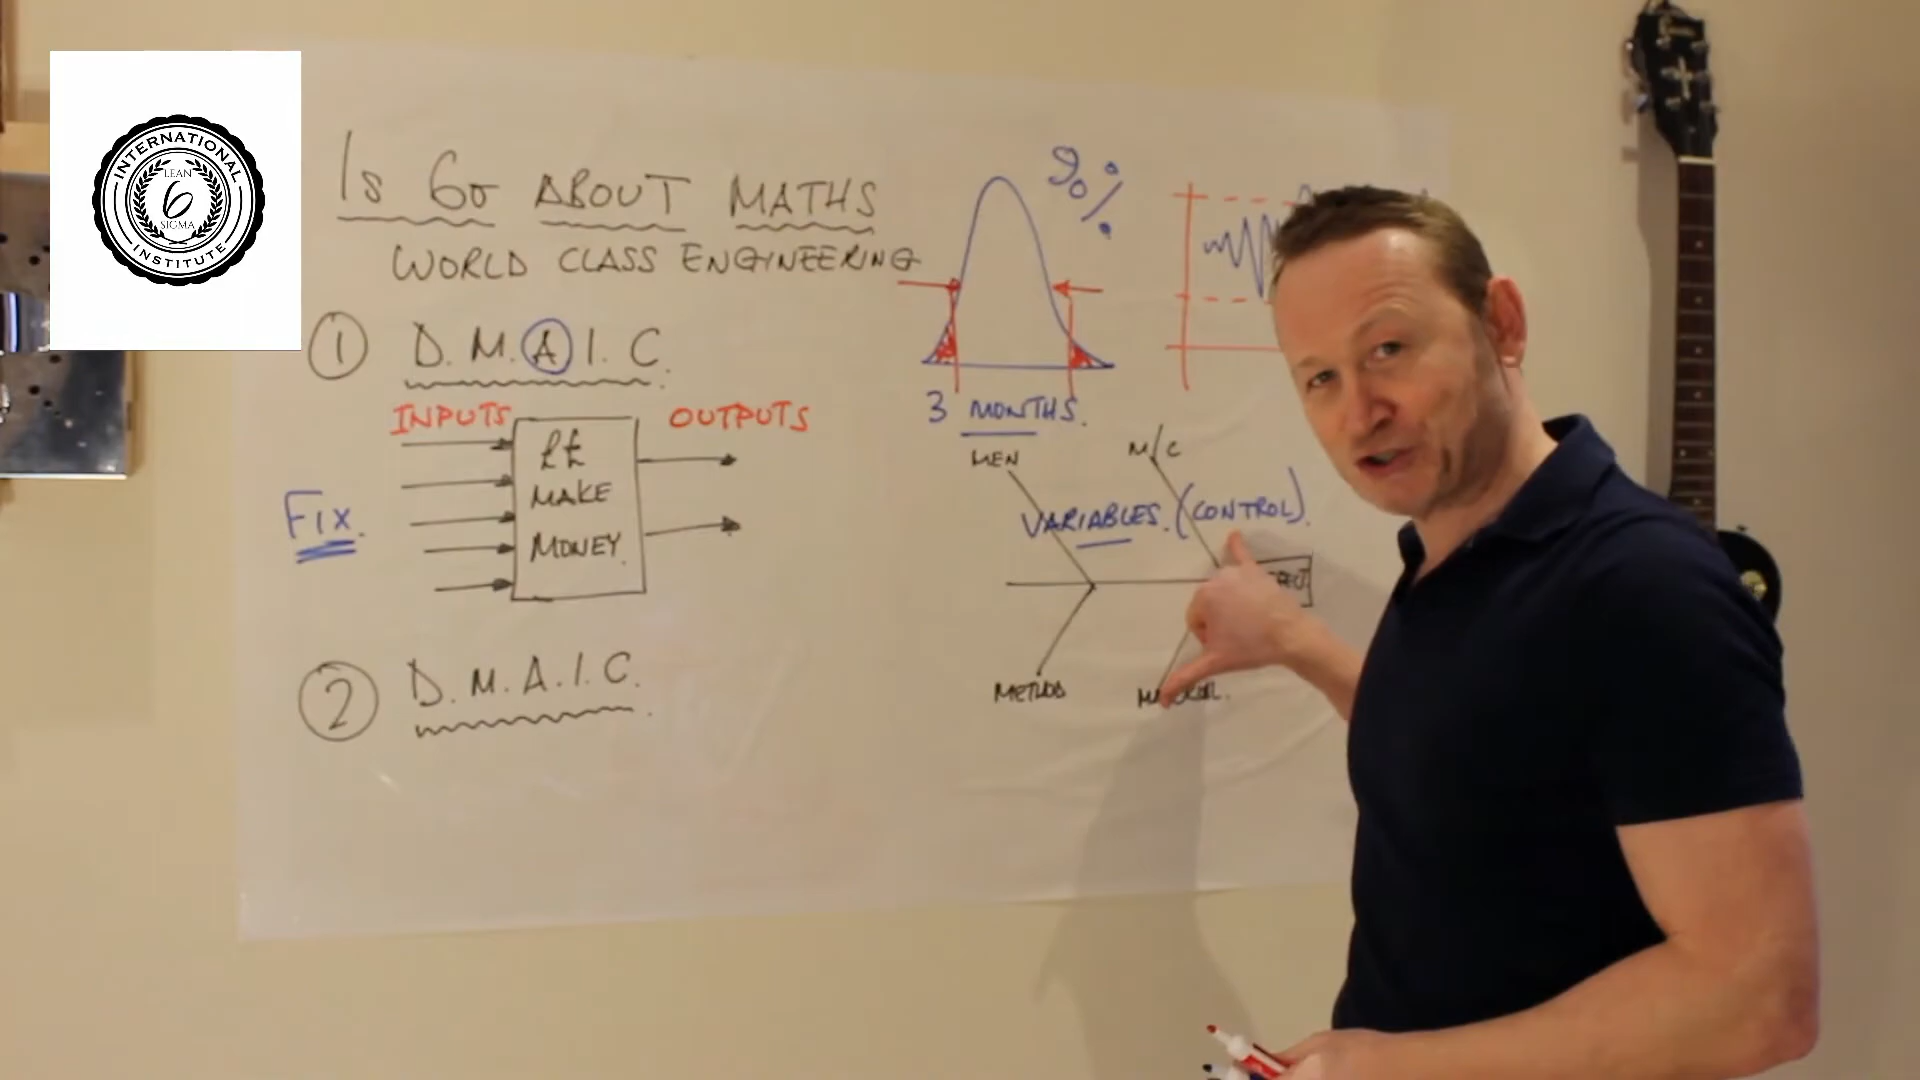 INTERNATIONAL
LEAN
6
SIGMA
INSTITUTE
Is 6σ ABOUT MATHS
WORLD CLASS ENGINEERING
① D.M.A.I.C.
INPUTS
OUTPUTS
££
MAKE
MONEY.
Fix.
② D.M.A.I.C.
90%
3 MONTHS.
MEN
M/C
VARIABLES. (CONTROL).
METHOD